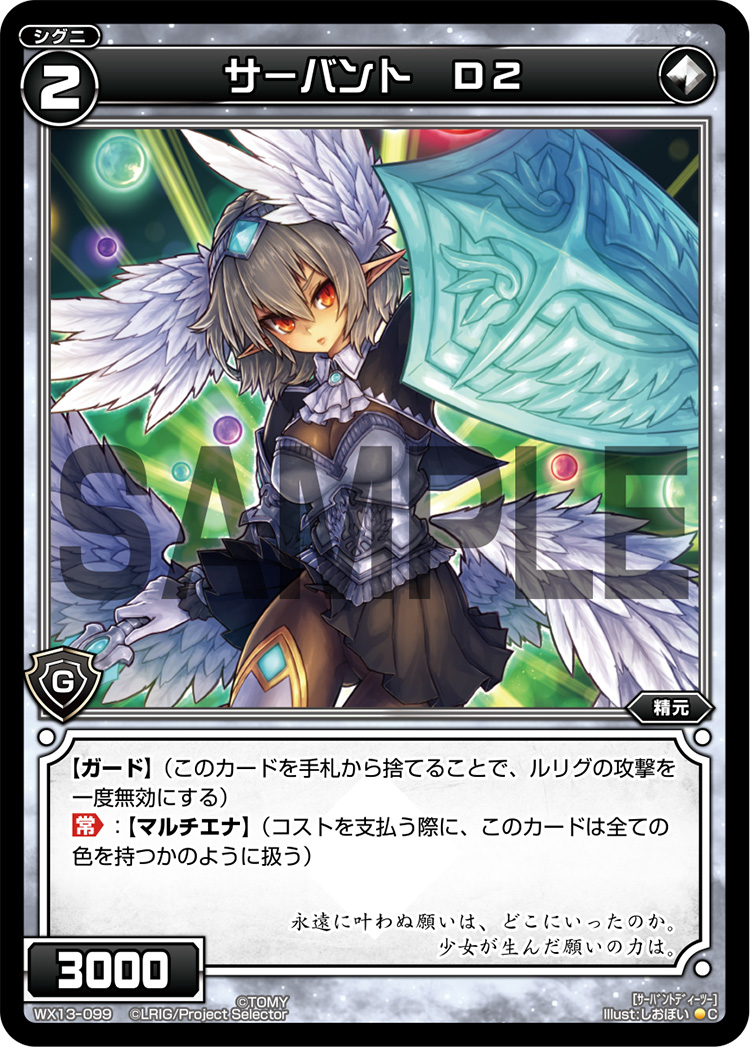 シグニ
2
サーバント D2
SAMPLE
G
精元
【ガード】（このカードを手札から捨てることで、ルリグの攻撃を
一度無効にする）
常：【マルチエナ】（コストを支払う際に、このカードは全ての
色を持つかのように扱う）
永遠に叶わぬ願いは、どこにいったのか。
少女が生んだ願いの力は。
3000
WX13-099 ©LRIG/Project Selector
©TOMY
[サーバントディーツー]
Illust:しおぼい C